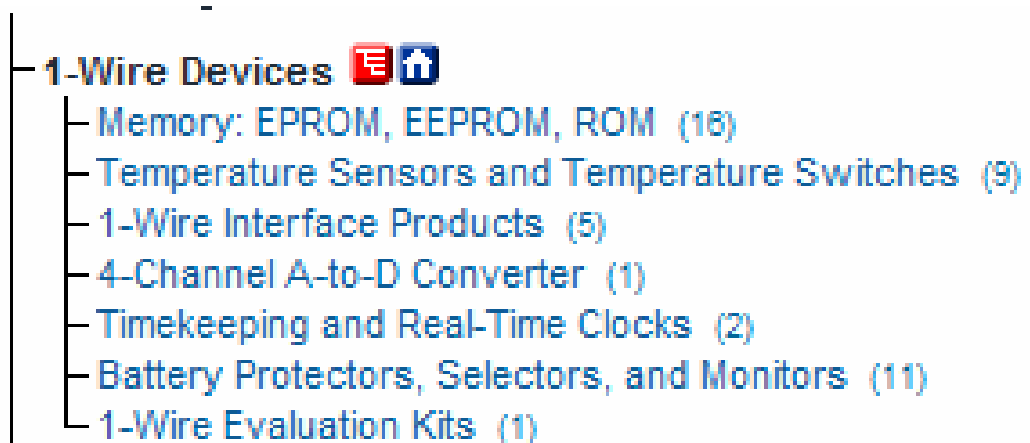 1-Wire Devices
Memory: EPROM, EEPROM, ROM (16)
Temperature Sensors and Temperature Switches (9)
1-Wire Interface Products (5)
4-Channel A-to-D Converter (1)
Timekeeping and Real-Time Clocks (2)
Battery Protectors, Selectors, and Monitors (11)
1-Wire Evaluation Kits (1)